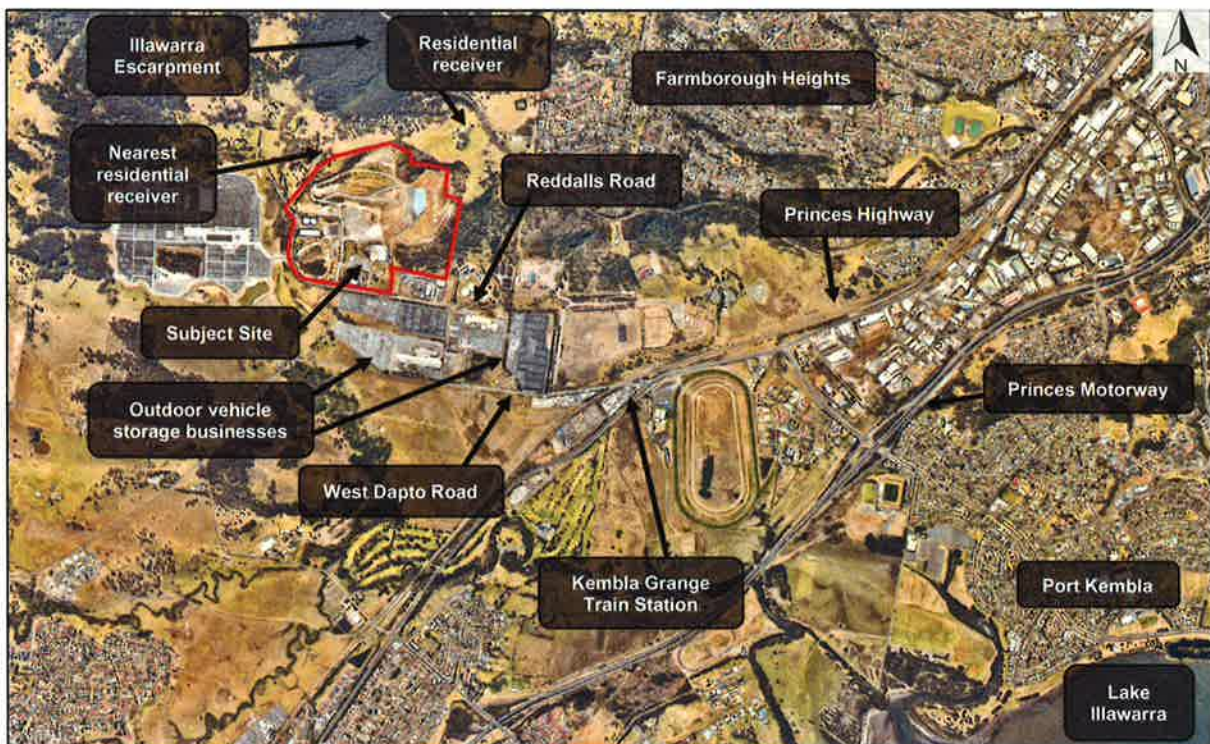 Illawarra
Escarpment
Residential
receiver
Farmborough Heights
N
Nearest
residential
receiver
Reddalls Road
Princes Highway
Subject Site
Outdoor vehicle
storage businesses
Princes Motorway
West Dapto Road
Kembla Grange
Train Station
Port Kembla
Lake
Illawarra